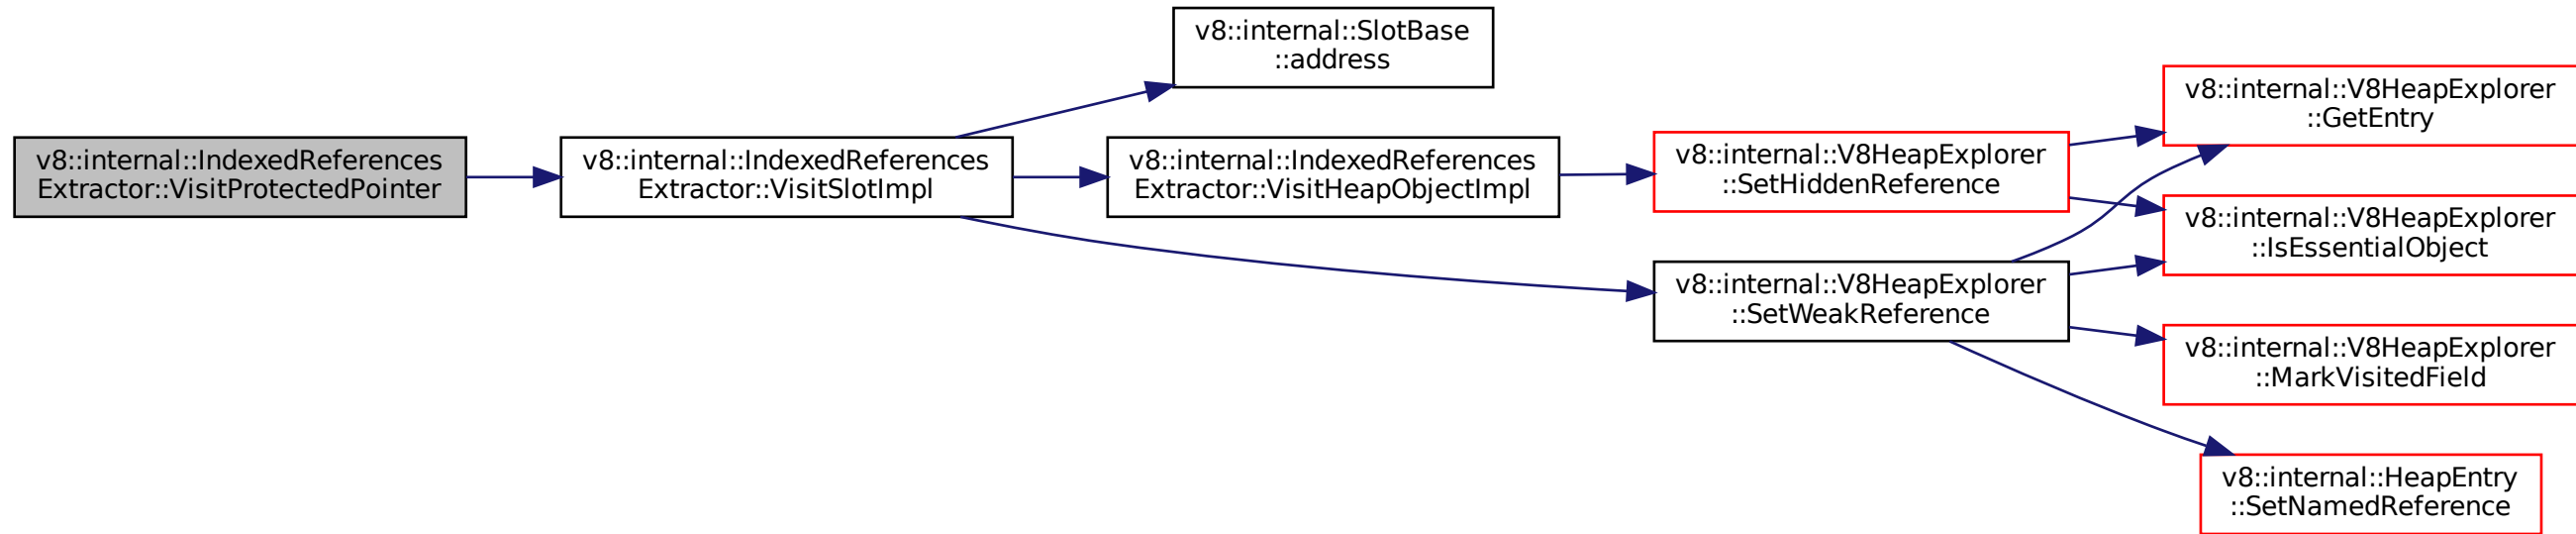 v8::internal::IndexedReferences
Extractor::VisitProtectedPointer
v8::internal::IndexedReferences
Extractor::VisitSlotImpl
v8::internal::SlotBase
::address
v8::internal::IndexedReferences
Extractor::VisitHeapObjectImpl
v8::internal::V8HeapExplorer
::SetHiddenReference
v8::internal::V8HeapExplorer
::SetWeakReference
v8::internal::V8HeapExplorer
::GetEntry
v8::internal::V8HeapExplorer
::IsEssentialObject
v8::internal::V8HeapExplorer
::MarkVisitedField
v8::internal::HeapEntry
::SetNamedReference